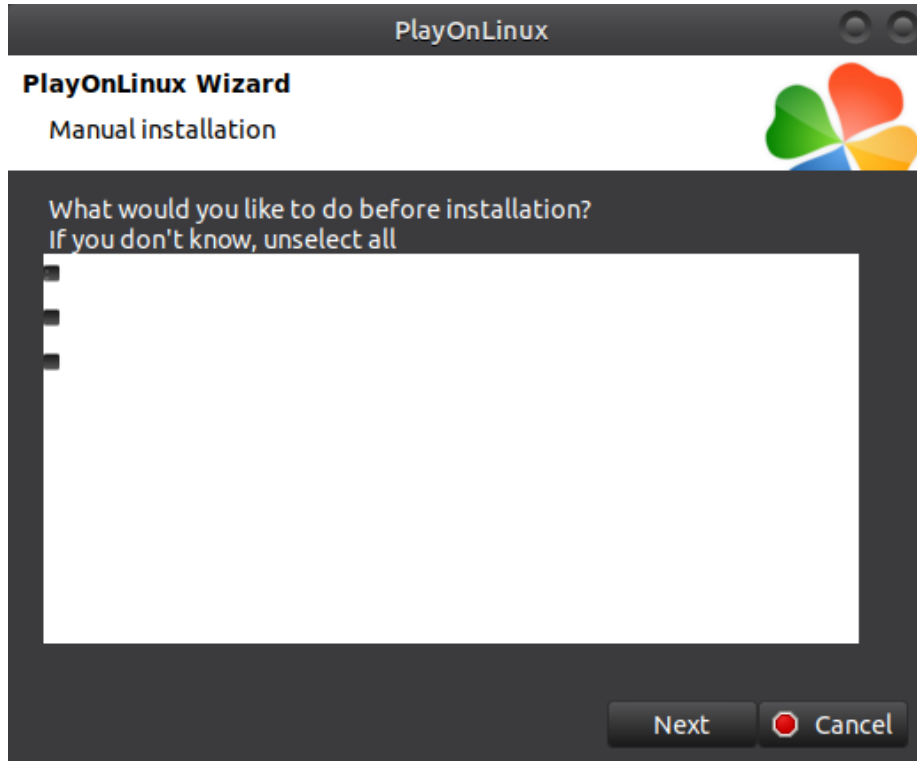 PlayOnLinux
PlayOnLinux Wizard
Manual installation
What would you like to do before installation?
If you don't know, unselect all
Next
Cancel